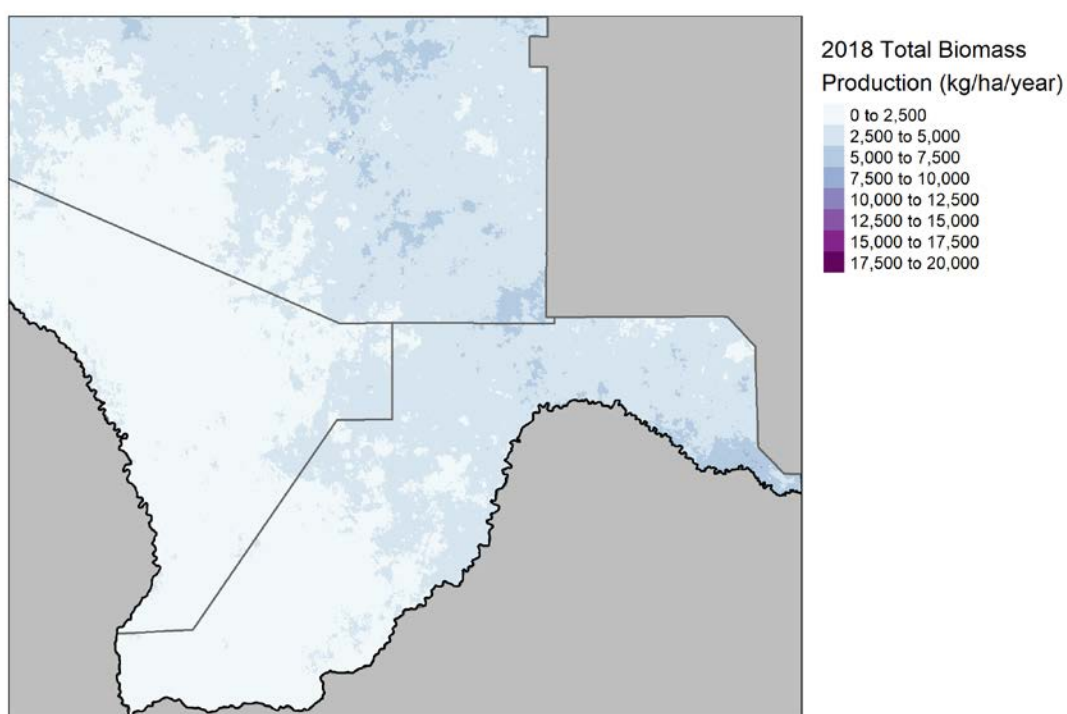 2018 Total Biomass
Production (kg/ha/year)
0 to 2,500
2,500 to 5,000
5,000 to 7,500
7,500 to 10,000
10,000 to 12,500
12,500 to 15,000
15,000 to 17,500
17,500 to 20,000